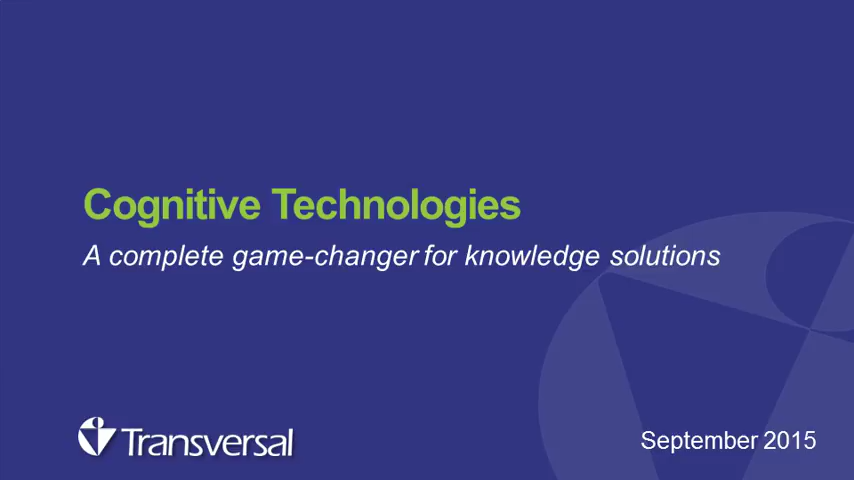 Cognitive Technologies
A complete game-changer for knowledge solutions
Transversal
September 2015